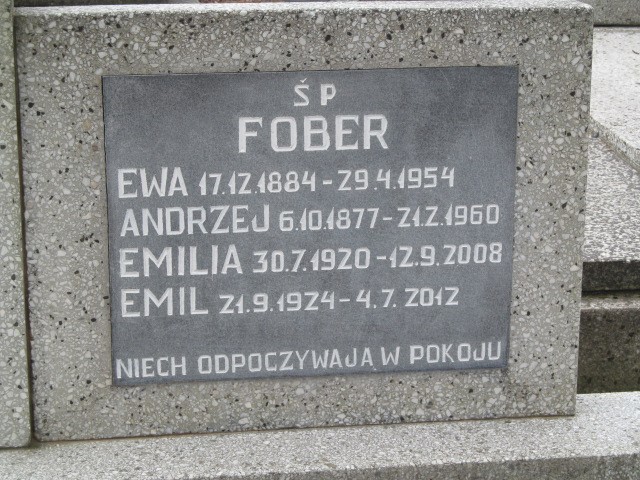 Ś P
FOBER
EWA 17.12.1884 - 29.4.1954
ANDRZEJ 6.10.1877 - 21.2.1960
EMILIA 30.7.1920 - 12.9.2008
EMIL 21.9.1924 - 4.7.2012
NIECH ODPOCZYWAJĄ W POKOJU